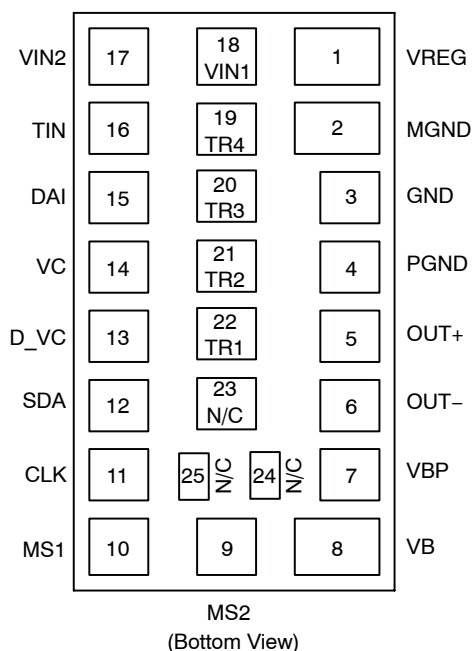 VIN2 17 18 VIN1 1 VREG
TIN 16 19 TR4 2 MGND
DAI 15 20 TR3 3 GND
VC 14 21 TR2 4 PGND
D_VC 13 22 TR1 5 OUT+
SDA 12 23 N/C 6 OUT−
CLK 11 25 N/C 24 N/C 7 VBP
MS1 10 9 8 VB
MS2
(Bottom View)